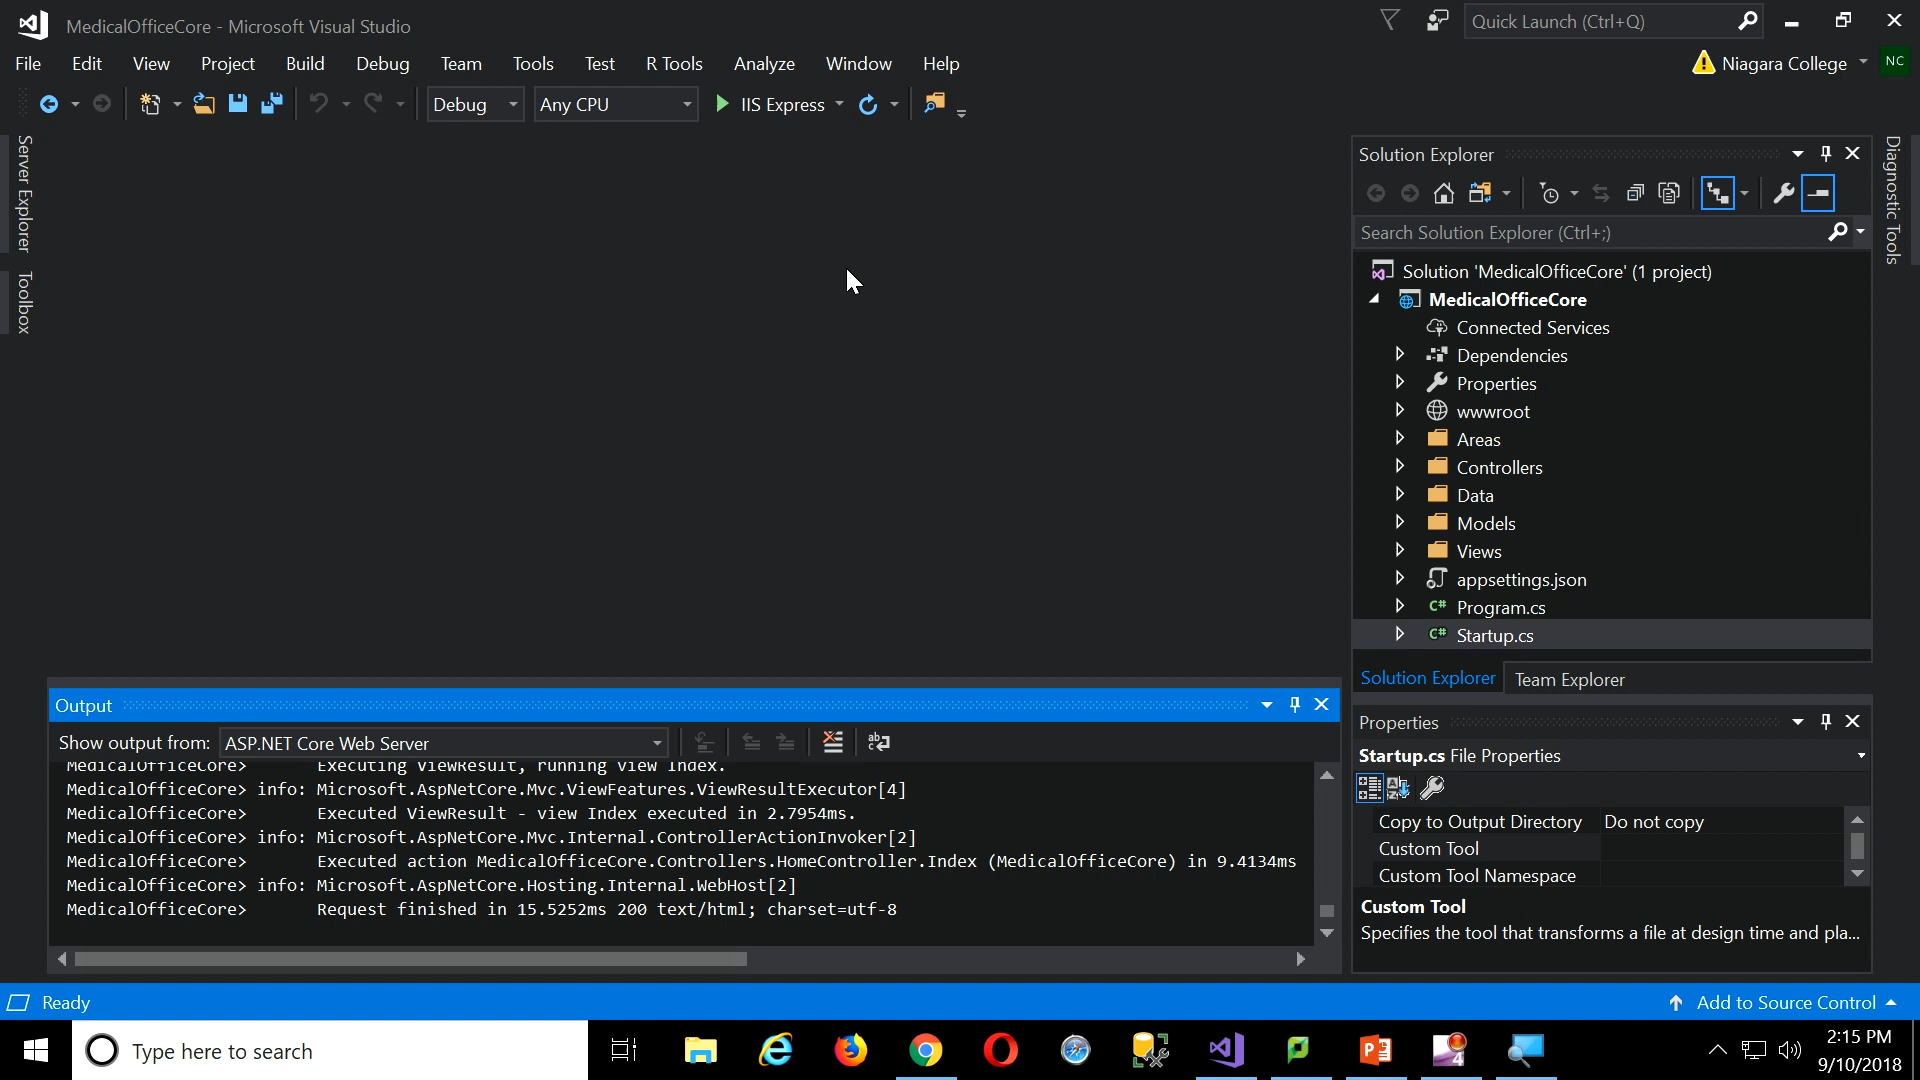 MedicalOfficeCore - Microsoft Visual Studio
Quick Launch (Ctrl+Q)
File Edit View Project Build Debug Team Tools Test R Tools Analyze Window Help
Niagara College NC
Debug Any CPU IIS Express
Server Explorer
Toolbox
Diagnostic Tools
Solution Explorer
Search Solution Explorer (Ctrl+;)
Solution 'MedicalOfficeCore' (1 project)
MedicalOfficeCore
Connected Services
Dependencies
Properties
wwwroot
Areas
Controllers
Data
Models
Views
appsettings.json
C# Program.cs
C# Startup.cs
Solution Explorer Team Explorer
Output
Show output from: ASP.NET Core Web Server
MedicalOfficeCore> Executing ViewResult, running view Index.
MedicalOfficeCore> info: Microsoft.AspNetCore.Mvc.ViewFeatures.ViewResultExecutor[4]
MedicalOfficeCore> Executed ViewResult - view Index executed in 2.7954ms.
MedicalOfficeCore> info: Microsoft.AspNetCore.Mvc.Internal.ControllerActionInvoker[2]
MedicalOfficeCore> Executed action MedicalOfficeCore.Controllers.HomeController.Index (MedicalOfficeCore) in 9.4134ms
MedicalOfficeCore> info: Microsoft.AspNetCore.Hosting.Internal.WebHost[2]
MedicalOfficeCore> Request finished in 15.5252ms 200 text/html; charset=utf-8
Properties
Startup.cs File Properties
Copy to Output Directory Do not copy
Custom Tool
Custom Tool Namespace
Custom Tool
Specifies the tool that transforms a file at design time and pla...
Ready
Add to Source Control
Type here to search
2:15 PM
9/10/2018